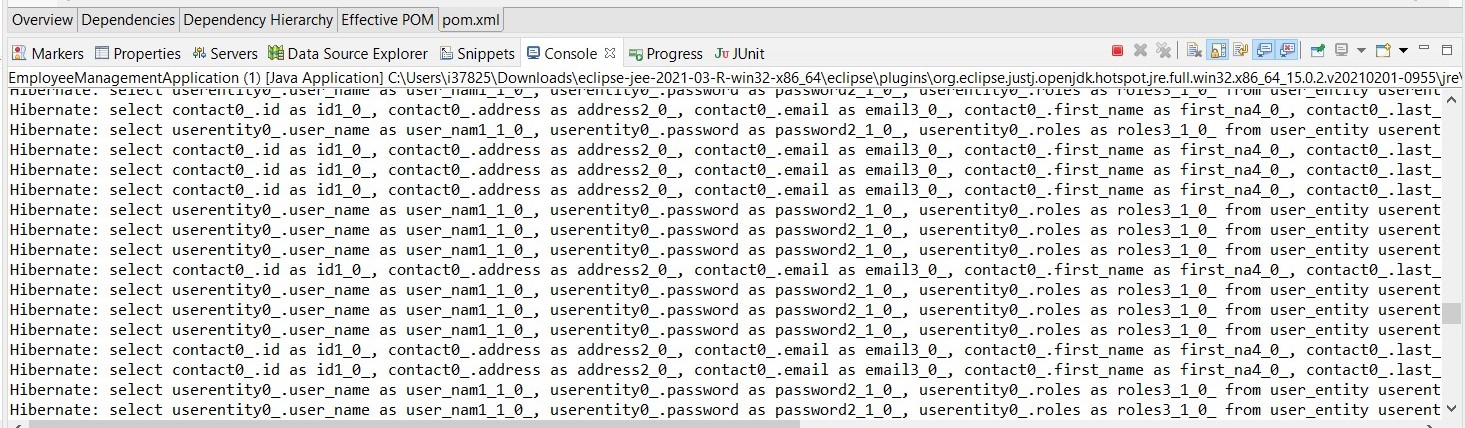 Overview Dependencies Dependency Hierarchy Effective POM pom.xml
Markers Properties Servers Data Source Explorer Snippets Console Progress JUnit
EmployeeManagementApplication (1) [Java Application] C:\Users\i37825\Downloads\eclipse-jee-2021-03-R-win32-x86_64\eclipse\plugins\org.eclipse.justj.openjdk.hotspot.jre.full.win32.x86_64_15.0.2.v20210201-0955\jre\
Hibernate: select userentity0_.user_name as user_nam1_1_0_, userentity0_.password as password2_1_0_, userentity0_.roles as roles3_1_0_ from user_entity userent
Hibernate: select contact0_.id as id1_0_, contact0_.address as address2_0_, contact0_.email as email3_0_, contact0_.first_name as first_na4_0_, contact0_.last_
Hibernate: select userentity0_.user_name as user_nam1_1_0_, userentity0_.password as password2_1_0_, userentity0_.roles as roles3_1_0_ from user_entity userent
Hibernate: select contact0_.id as id1_0_, contact0_.address as address2_0_, contact0_.email as email3_0_, contact0_.first_name as first_na4_0_, contact0_.last_
Hibernate: select contact0_.id as id1_0_, contact0_.address as address2_0_, contact0_.email as email3_0_, contact0_.first_name as first_na4_0_, contact0_.last_
Hibernate: select contact0_.id as id1_0_, contact0_.address as address2_0_, contact0_.email as email3_0_, contact0_.first_name as first_na4_0_, contact0_.last_
Hibernate: select userentity0_.user_name as user_nam1_1_0_, userentity0_.password as password2_1_0_, userentity0_.roles as roles3_1_0_ from user_entity userent
Hibernate: select userentity0_.user_name as user_nam1_1_0_, userentity0_.password as password2_1_0_, userentity0_.roles as roles3_1_0_ from user_entity userent
Hibernate: select userentity0_.user_name as user_nam1_1_0_, userentity0_.password as password2_1_0_, userentity0_.roles as roles3_1_0_ from user_entity userent
Hibernate: select contact0_.id as id1_0_, contact0_.address as address2_0_, contact0_.email as email3_0_, contact0_.first_name as first_na4_0_, contact0_.last_
Hibernate: select userentity0_.user_name as user_nam1_1_0_, userentity0_.password as password2_1_0_, userentity0_.roles as roles3_1_0_ from user_entity userent
Hibernate: select userentity0_.user_name as user_nam1_1_0_, userentity0_.password as password2_1_0_, userentity0_.roles as roles3_1_0_ from user_entity userent
Hibernate: select userentity0_.user_name as user_nam1_1_0_, userentity0_.password as password2_1_0_, userentity0_.roles as roles3_1_0_ from user_entity userent
Hibernate: select contact0_.id as id1_0_, contact0_.address as address2_0_, contact0_.email as email3_0_, contact0_.first_name as first_na4_0_, contact0_.last_
Hibernate: select contact0_.id as id1_0_, contact0_.address as address2_0_, contact0_.email as email3_0_, contact0_.first_name as first_na4_0_, contact0_.last_
Hibernate: select userentity0_.user_name as user_nam1_1_0_, userentity0_.password as password2_1_0_, userentity0_.roles as roles3_1_0_ from user_entity userent
Hibernate: select userentity0_.user_name as user_nam1_1_0_, userentity0_.password as password2_1_0_, userentity0_.roles as roles3_1_0_ from user_entity userent